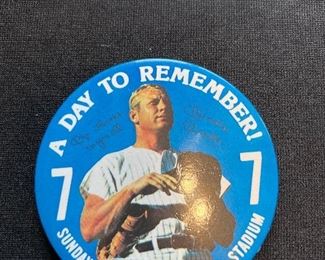 A DAY TO REMEMBER!
7 7
SUNDAY
STADIUM